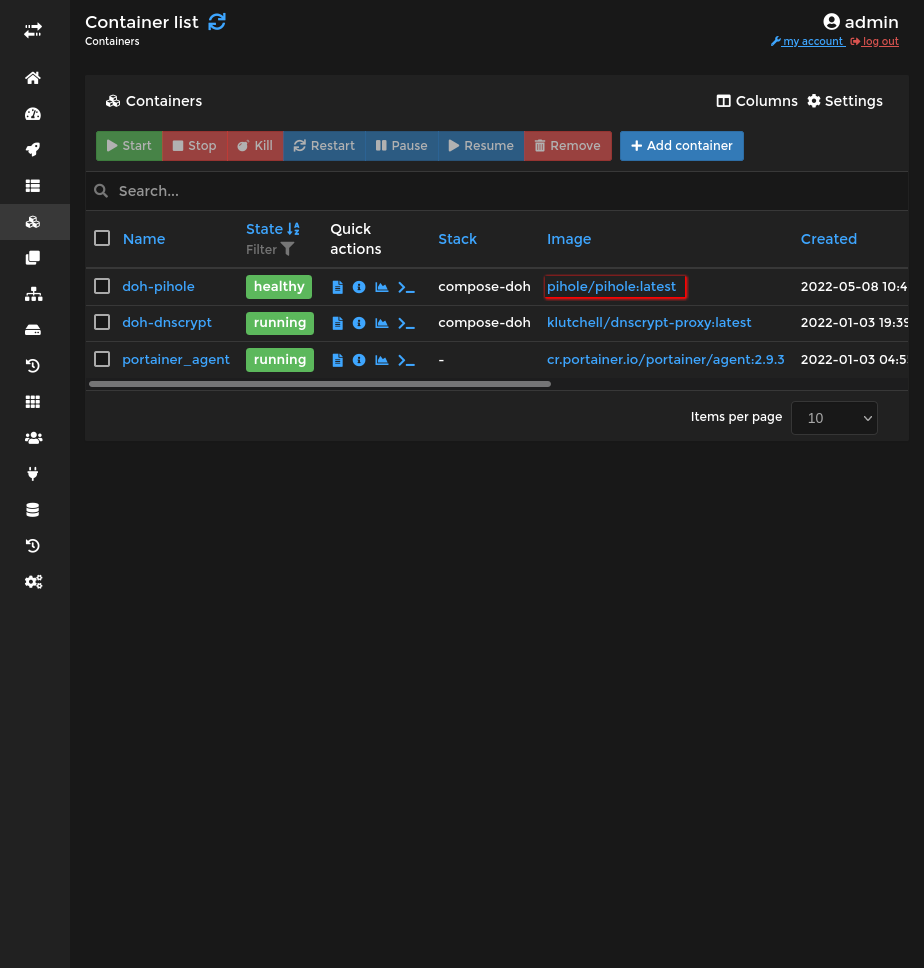 Container list
admin
Containers
my account log out
Containers
Columns Settings
Start Stop Kill Restart Pause Resume Remove Add container
Search...
Name State Filter Quick actions Stack Image Created
doh-pihole healthy compose-doh pihole/pihole:latest 2022-05-08 10:4
doh-dnscrypt running compose-doh klutchell/dnscrypt-proxy:latest 2022-01-03 19:39
portainer_agent running - cr.portainer.io/portainer/agent:2.9.3 2022-01-03 04:5
Items per page 10